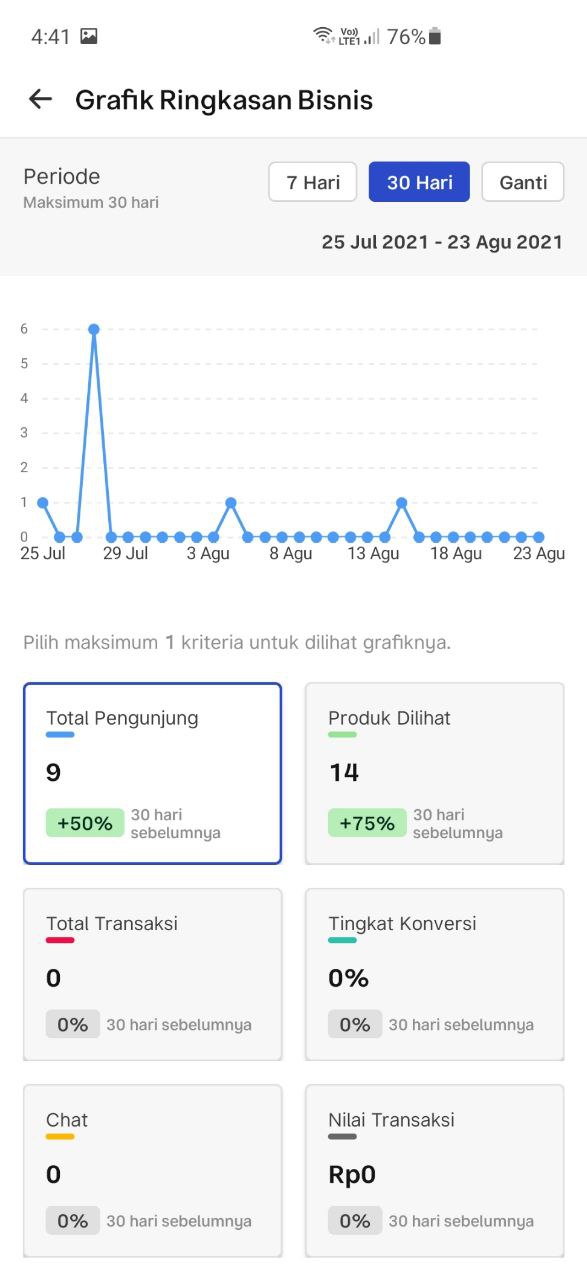 4:41
Vo)) LTE1 76%
Grafik Ringkasan Bisnis
Periode
Maksimum 30 hari
7 Hari 30 Hari Ganti
25 Jul 2021 - 23 Agu 2021
6
5
4
3
2
1
0
25 Jul 29 Jul 3 Agu 8 Agu 13 Agu 18 Agu 23 Agu
Pilih maksimum 1 kriteria untuk dilihat grafiknya.
Total Pengunjung
9
+50% 30 hari
sebelumnya
Produk Dilihat
14
+75% 30 hari
sebelumnya
Total Transaksi
0
0% 30 hari sebelumnya
Tingkat Konversi
0%
0% 30 hari sebelumnya
Chat
0
0% 30 hari sebelumnya
Nilai Transaksi
Rp0
0% 30 hari sebelumnya